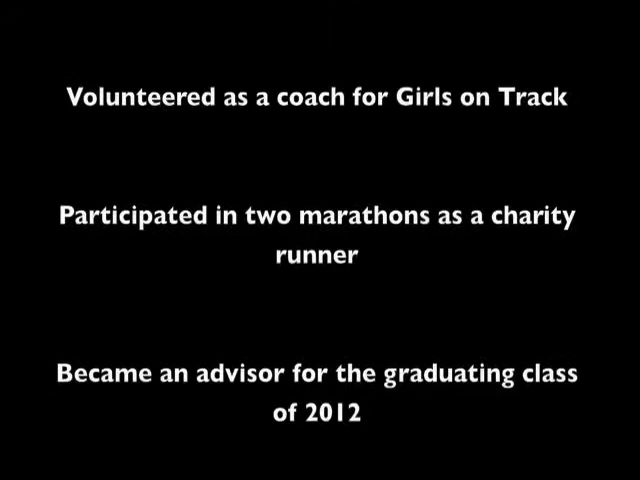 Volunteered as a coach for Girls on Track
Participated in two marathons as a charity
runner
Became an advisor for the graduating class
of 2012